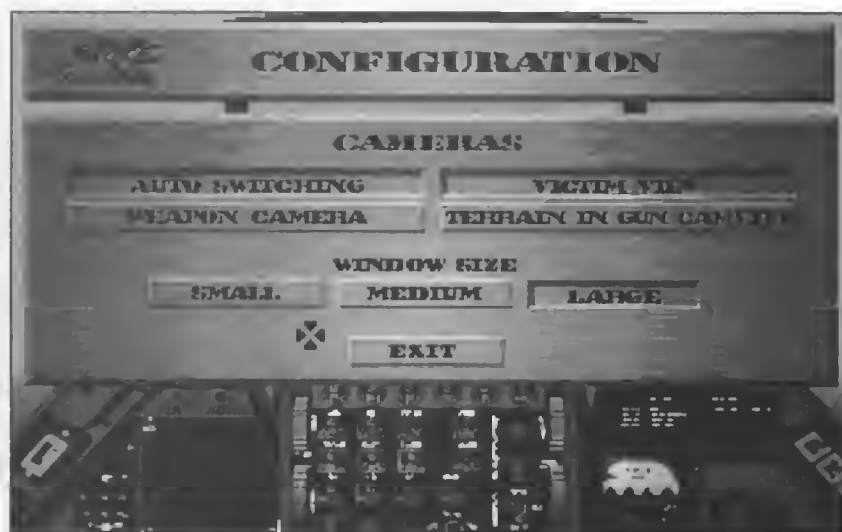 CONFIGURATION
CAMERAS
AUTO SWITCHING VICTIM VIEW
WEAPON CAMERA TERRAIN IN GUN CAMERA
WINDOW SIZE
SMALL MEDIUM LARGE
EXIT